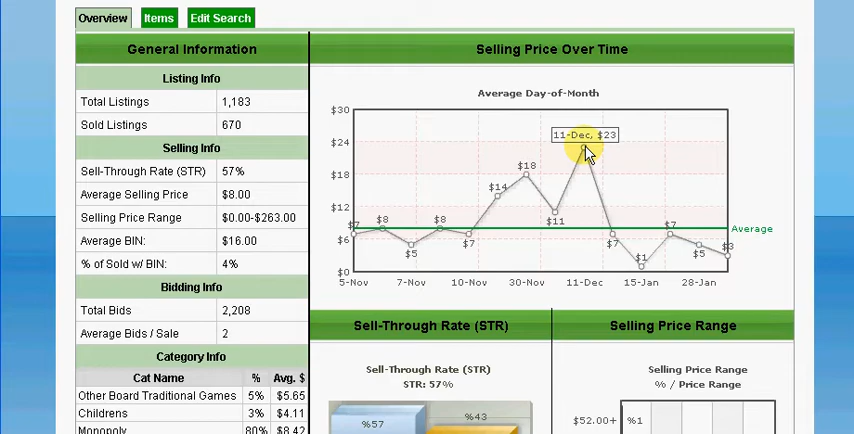 Overview Items Edit Search
General Information
Listing Info
Total Listings 1,183
Sold Listings 670
Selling Info
Sell-Through Rate (STR) 57%
Average Selling Price $8.00
Selling Price Range $0.00-$263.00
Average BIN: $16.00
% of Sold w/ BIN: 4%
Bidding Info
Total Bids 2,208
Average Bids / Sale 2
Category Info
Cat Name % Avg. $
Other Board Traditional Games 5% $5.65
Childrens 3% $4.11
Monopoly 80% $8.42
Selling Price Over Time
Average Day-of-Month
$30
$24
$18
$12
$6
$0
11-Dec, $23
$7 $8 $5 $8 $7 $14 $18 $11 $7 $1 $7 $5 $3
Average
5-Nov 7-Nov 10-Nov 30-Nov 11-Dec 15-Jan 28-Jan
Sell-Through Rate (STR)
Sell-Through Rate (STR)
STR: 57%
%57 %43
Selling Price Range
Selling Price Range
% / Price Range
$52.00+ %1